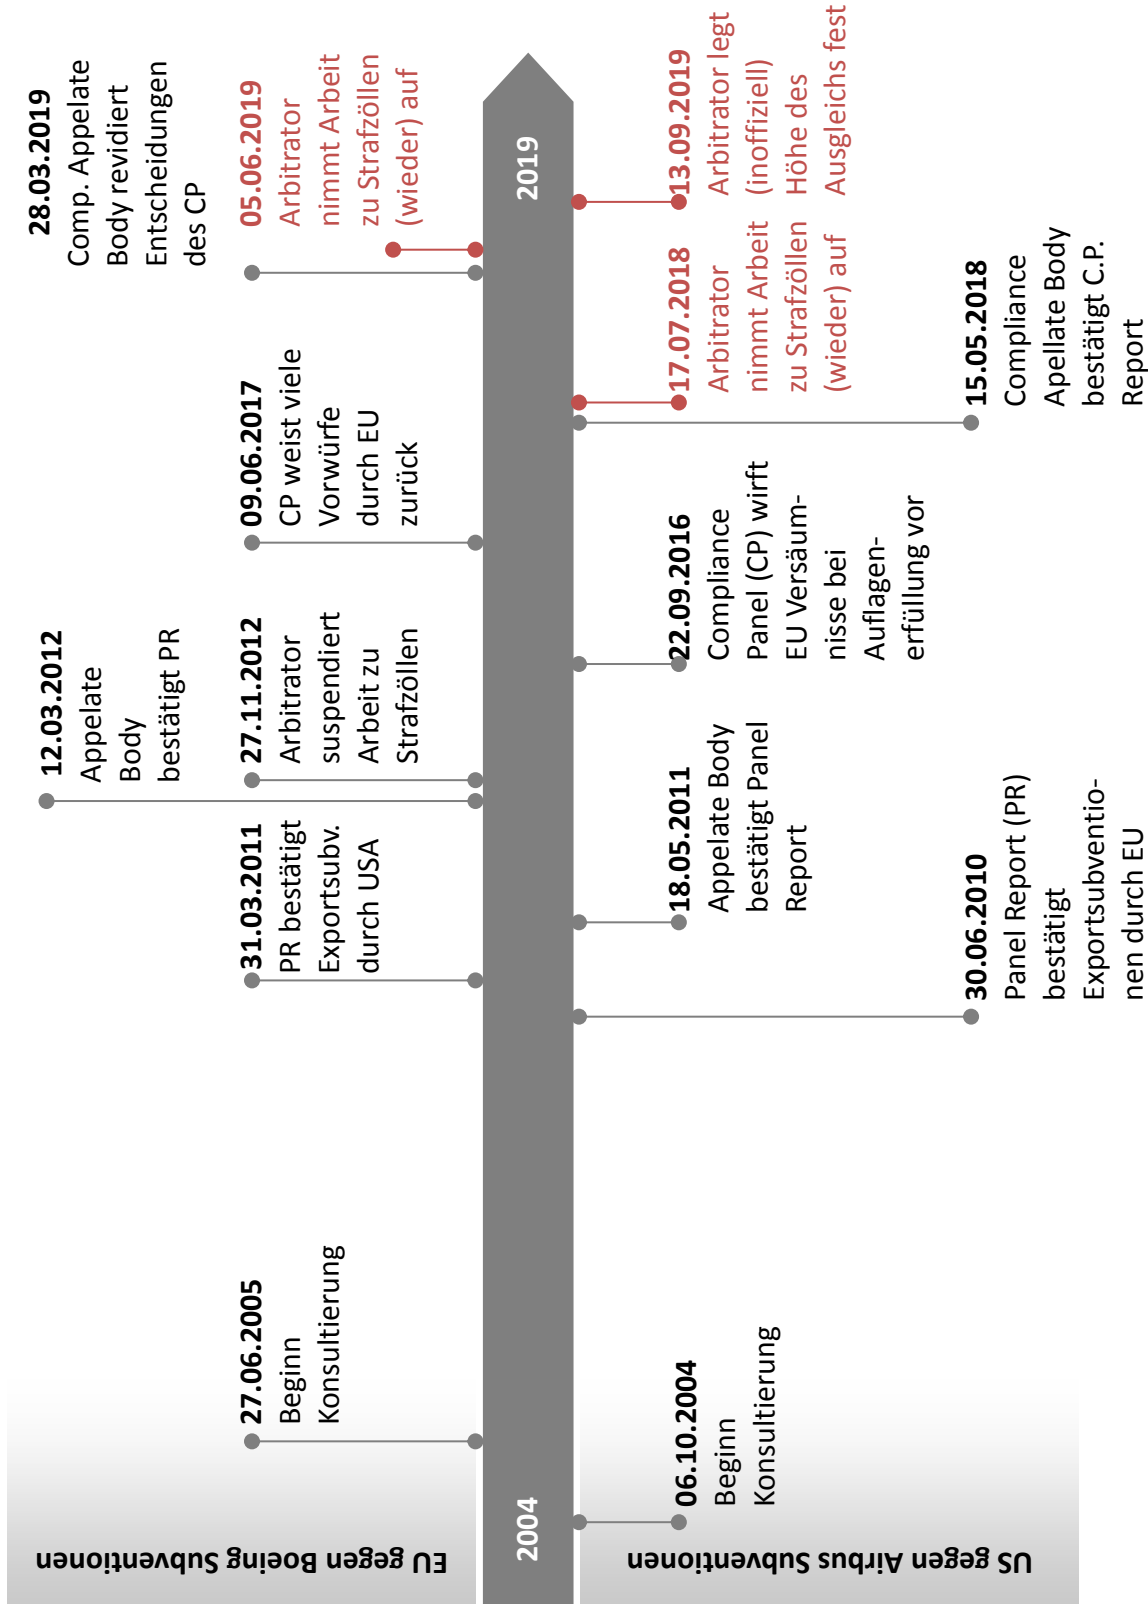 EU gegen Boeing Subventionen
27.06.2005
Beginn
Konsultierung
31.03.2011
PR bestätigt
Exportsubv.
durch USA
12.03.2012
Appelate
Body
bestätigt PR
27.11.2012
Arbitrator
suspendiert
Arbeit zu
Strafzöllen
09.06.2017
CP weist viele
Vorwürfe
durch EU
zurück
28.03.2019
Comp. Appelate
Body revidiert
Entscheidungen
des CP
05.06.2019
Arbitrator
nimmt Arbeit
zu Strafzöllen
(wieder) auf
2004
2019
US gegen Airbus Subventionen
06.10.2004
Beginn
Konsultierung
30.06.2010
Panel Report (PR)
bestätigt
Exportsubventio-
nen durch EU
18.05.2011
Appelate Body
bestätigt Panel
Report
22.09.2016
Compliance
Panel (CP) wirft
EU Versäum-
nisse bei
Auflagen-
erfüllung vor
15.05.2018
Compliance
Apellate Body
bestätigt C.P.
Report
17.07.2018
Arbitrator
nimmt Arbeit
zu Strafzöllen
(wieder) auf
13.09.2019
Arbitrator legt
(inoffiziell)
Höhe des
Ausgleichs fest